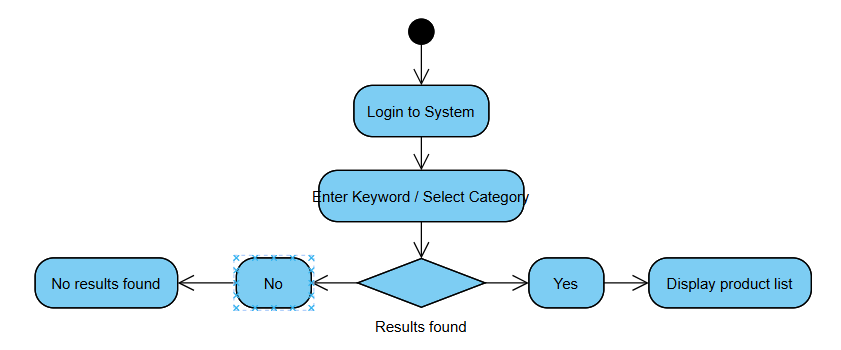 Login to System
Enter Keyword / Select Category
No results found
No
Yes
Display product list
Results found